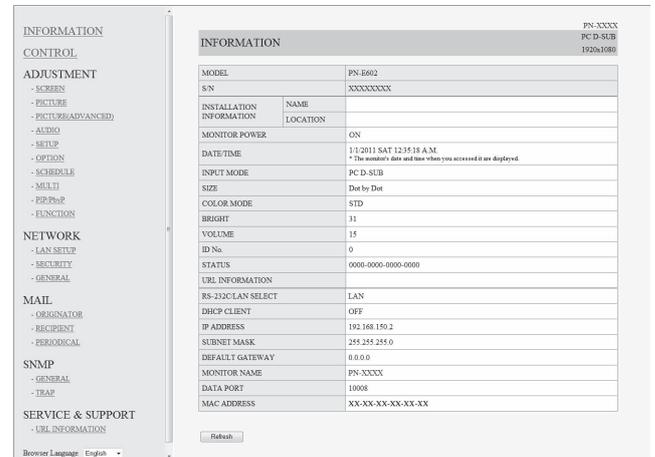 INFORMATION
CONTROL
ADJUSTMENT
- SCREEN
- PICTURE
- PICTURE(ADVANCED)
- AUDIO
- SETUP
- OPTION
- SCHEDULE
- MULTI
- PIP/PbyP
- FUNCTION
NETWORK
- LAN SETUP
- SECURITY
- GENERAL
MAIL
- ORIGINATOR
- RECIPIENT
- PERIODICAL
SNMP
- GENERAL
- TRAP
SERVICE & SUPPORT
- URL INFORMATION
Browser Language English
PN-XXXX
INFORMATION
PC D-SUB
1920x1080
MODEL PN-E602
S/N XXXXXXXX
INSTALLATION INFORMATION
NAME
LOCATION
MONITOR POWER ON
DATE/TIME 1/1/2011 SAT 12:35:18 A.M.
* The monitor's date and time when you accessed it are displayed.
INPUT MODE PC D-SUB
SIZE Dot by Dot
COLOR MODE STD
BRIGHT 31
VOLUME 15
ID No. 0
STATUS 0000-0000-0000-0000
URL INFORMATION
RS-232C/LAN SELECT LAN
DHCP CLIENT OFF
IP ADDRESS 192.168.150.2
SUBNET MASK 255.255.255.0
DEFAULT GATEWAY 0.0.0.0
MONITOR NAME PN-XXXX
DATA PORT 10008
MAC ADDRESS XX-XX-XX-XX-XX-XX
Refresh